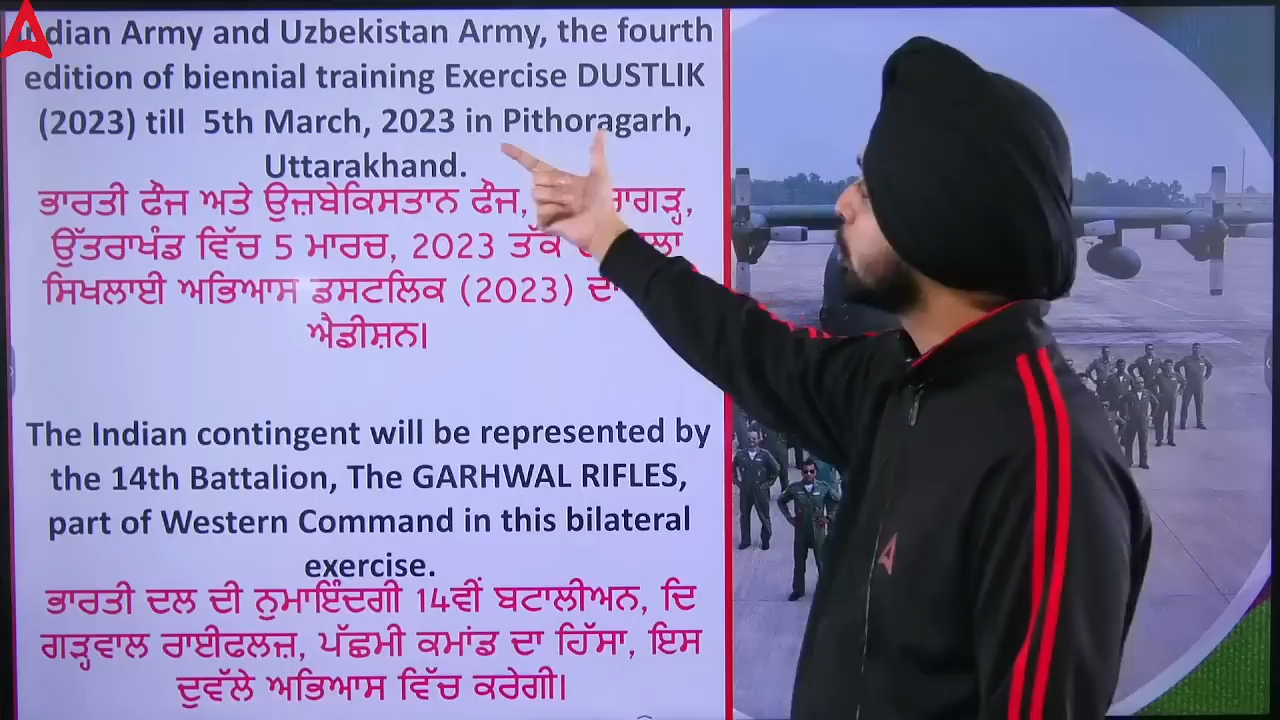 Indian Army and Uzbekistan Army, the fourth
edition of biennial training Exercise DUSTLIK
(2023) till 5th March, 2023 in Pithoragarh,
Uttarakhand.
ਭਾਰਤੀ ਫੌਜ ਅਤੇ ਉਜ਼ਬੇਕਿਸਤਾਨ ਫੌਜ,
ਉੱਤਰਾਖੰਡ ਵਿੱਚ 5 ਮਾਰਚ, 2023 ਤੱਕ
ਸਿਖਲਾਈ ਅਭਿਆਸ ਡਸਟਲਿਕ (2023) ਦਾ
ਐਡੀਸ਼ਨ।
The Indian contingent will be represented by
the 14th Battalion, The GARHWAL RIFLES,
part of Western Command in this bilateral
exercise.
ਭਾਰਤੀ ਦਲ ਦੀ ਨੁਮਾਇੰਦਗੀ 14ਵੀਂ ਬਟਾਲੀਅਨ, ਦਿ
ਗੜ੍ਹਵਾਲ ਰਾਈਫਲਜ਼, ਪੱਛਮੀ ਕਮਾਂਡ ਦਾ ਹਿੱਸਾ, ਇਸ
ਦੁਵੱਲੇ ਅਭਿਆਸ ਵਿੱਚ ਕਰੇਗੀ।